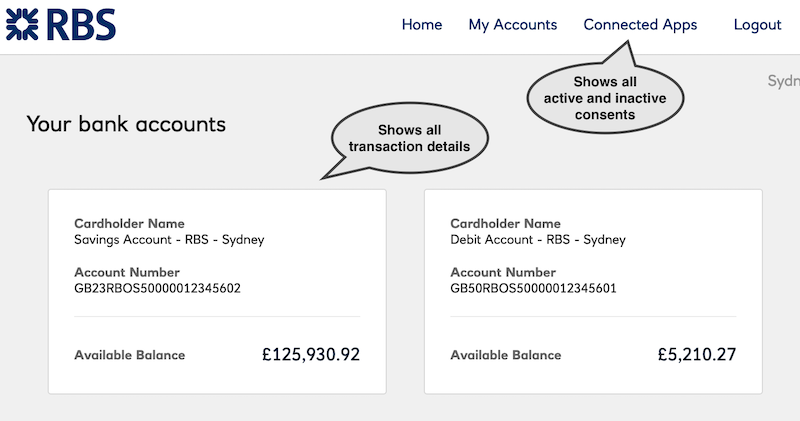 RBS
Home My Accounts Connected Apps Logout
Shows all
active and inactive
consents
Sydn
Your bank accounts
Shows all
transaction details
Cardholder Name
Savings Account - RBS - Sydney
Account Number
GB23RBOS50000012345602
Available Balance £125,930.92
Cardholder Name
Debit Account - RBS - Sydney
Account Number
GB50RBOS50000012345601
Available Balance £5,210.27